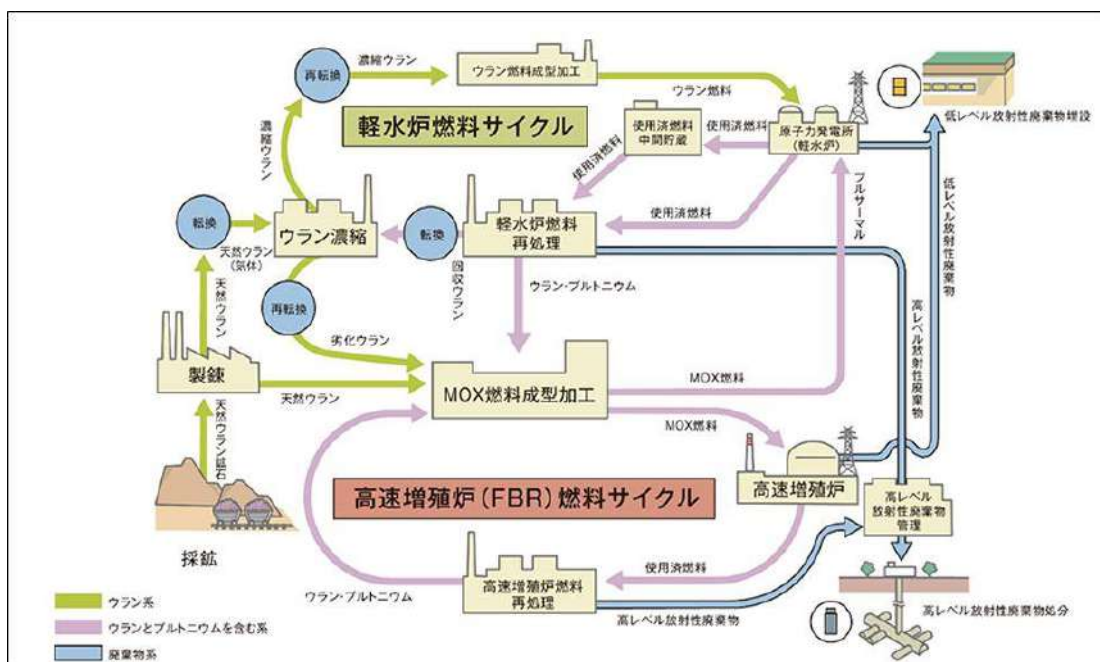 濃縮ウラン
再転換
ウラン燃料成型加工
ウラン燃料
軽水炉燃料サイクル
濃縮ウラン
使用済燃料
中間貯蔵
使用済燃料
原子力発電所
(軽水炉)
低レベル放射性廃棄物埋設
使用済燃料
転換
ウラン濃縮
転換
軽水炉燃料
再処理
使用済燃料
プルサーマル
低レベル放射性廃棄物
天然ウラン
(気体)
天然ウラン
再転換
回収ウラン
ウラン・プルトニウム
高レベル放射性廃棄物
劣化ウラン
製錬
天然ウラン
MOX燃料成型加工
MOX燃料
MOX燃料
天然ウラン鉱石
高速増殖炉(FBR)燃料サイクル
高速増殖炉
高レベル
放射性廃棄物
管理
採鉱
使用済燃料
ウラン・プルトニウム
高速増殖炉燃料
再処理
高レベル放射性廃棄物
高レベル放射性廃棄物処分
ウラン系
ウランとプルトニウムを含む系
廃棄物系